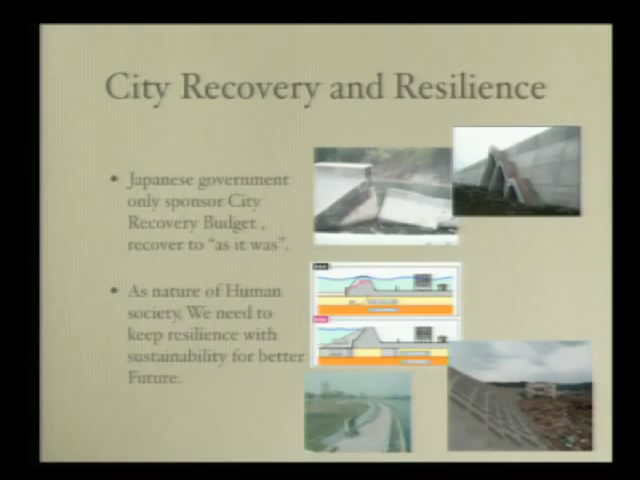 City Recovery and Resilience
• Japanese government
only sponsor City
Recovery Budget ,
recover to “as it was”.
• As nature of Human
society. We need to
keep resilience with
sustainability for better
Future.